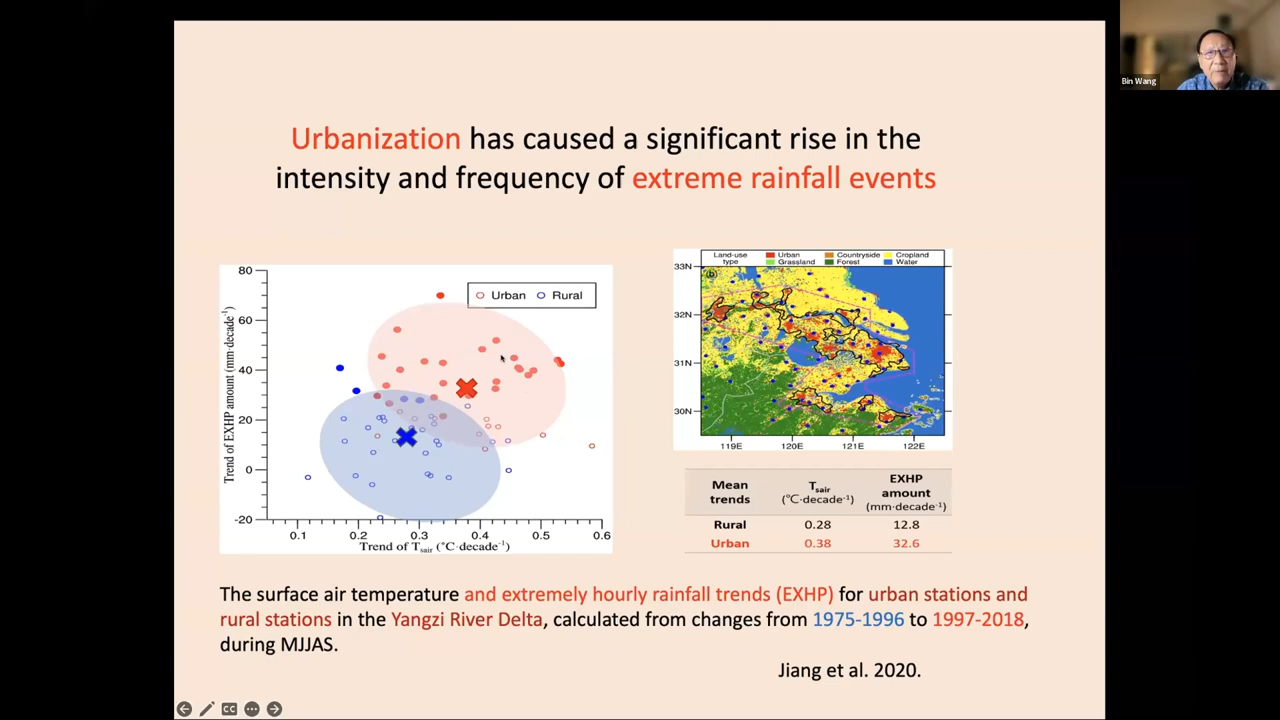 Bin Wang
Urbanization has caused a significant rise in the
intensity and frequency of extreme rainfall events
80
60
40
20
0
-20
Trend of EXHP amount (mm·decade⁻¹)
Urban Rural
0.1 0.2 0.3 0.4 0.5 0.6
Trend of Tsair (°C·decade⁻¹)
Land-use type
Urban Countryside Cropland
Grassland Forest Water
(b)
33N
32N
31N
30N
119E 120E 121E 122E
Mean trends Tsair (°C·decade⁻¹) EXHP amount (mm·decade⁻¹)
Rural 0.28 12.8
Urban 0.38 32.6
The surface air temperature and extremely hourly rainfall trends (EXHP) for urban stations and
rural stations in the Yangzi River Delta, calculated from changes from 1975-1996 to 1997-2018,
during MJJAS.
Jiang et al. 2020.
CC